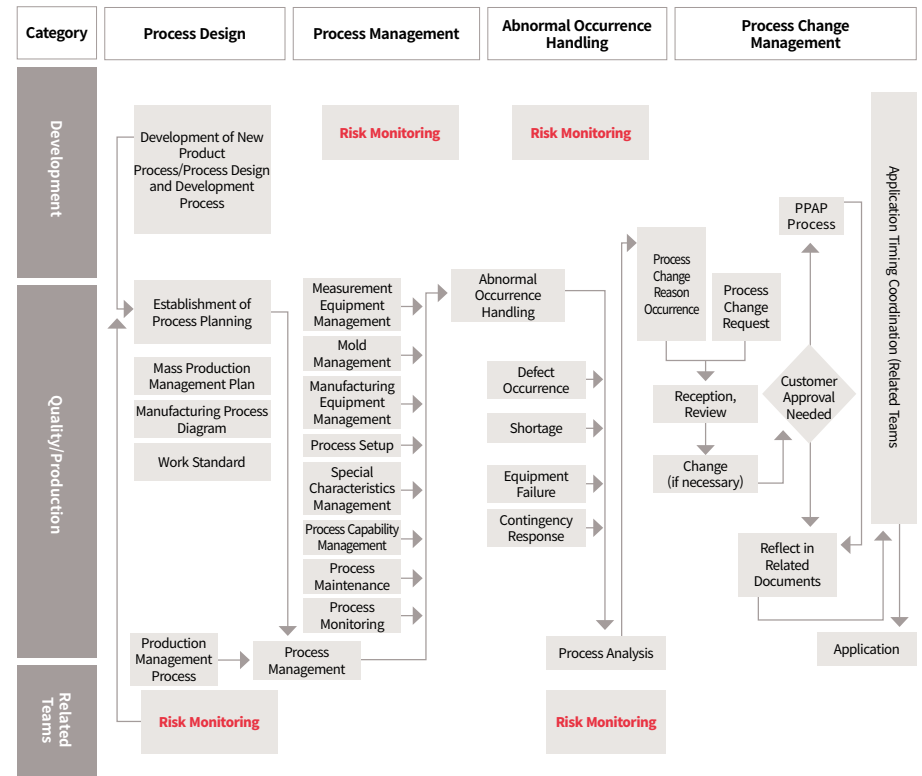 Category
Process Design
Process Management
Abnormal Occurrence
Handling
Process Change
Management
Development
Quality/Production
Related
Teams
Development of New
Product
Process/Process Design
and Development
Process
Establishment of
Process Planning
Mass Production
Management Plan
Manufacturing Process
Diagram
Work Standard
Production
Management
Process
Risk Monitoring
Risk Monitoring
Measurement
Equipment
Management
Mold
Management
Manufacturing
Equipment
Management
Process Setup
Special
Characteristics
Management
Process Capability
Management
Process
Maintenance
Process
Monitoring
Process
Management
Risk Monitoring
Abnormal
Occurrence
Handling
Defect
Occurrence
Shortage
Equipment
Failure
Contingency
Response
Process Analysis
Risk Monitoring
Process
Change
Reason
Occurrence
Process
Change
Request
Reception,
Review
Change
(if necessary)
PPAP
Process
Customer
Approval
Needed
Reflect in
Related
Documents
Application Timing Coordination (Related Teams)
Application